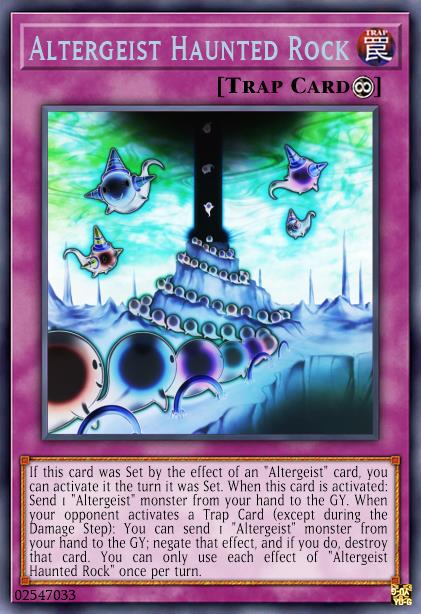 ALTERGEIST HAUNTED ROCK
TRAP
罠
[TRAP CARD]
If this card was Set by the effect of an "Altergeist" card, you
can activate it the turn it was Set. When this card is activated:
Send 1 "Altergeist" monster from your hand to the GY. When
your opponent activates a Trap Card (except during the
Damage Step): You can send 1 "Altergeist" monster from
your hand to the GY; negate that effect, and if you do, destroy
that card. You can only use each effect of "Altergeist
Haunted Rock" once per turn.
02547033